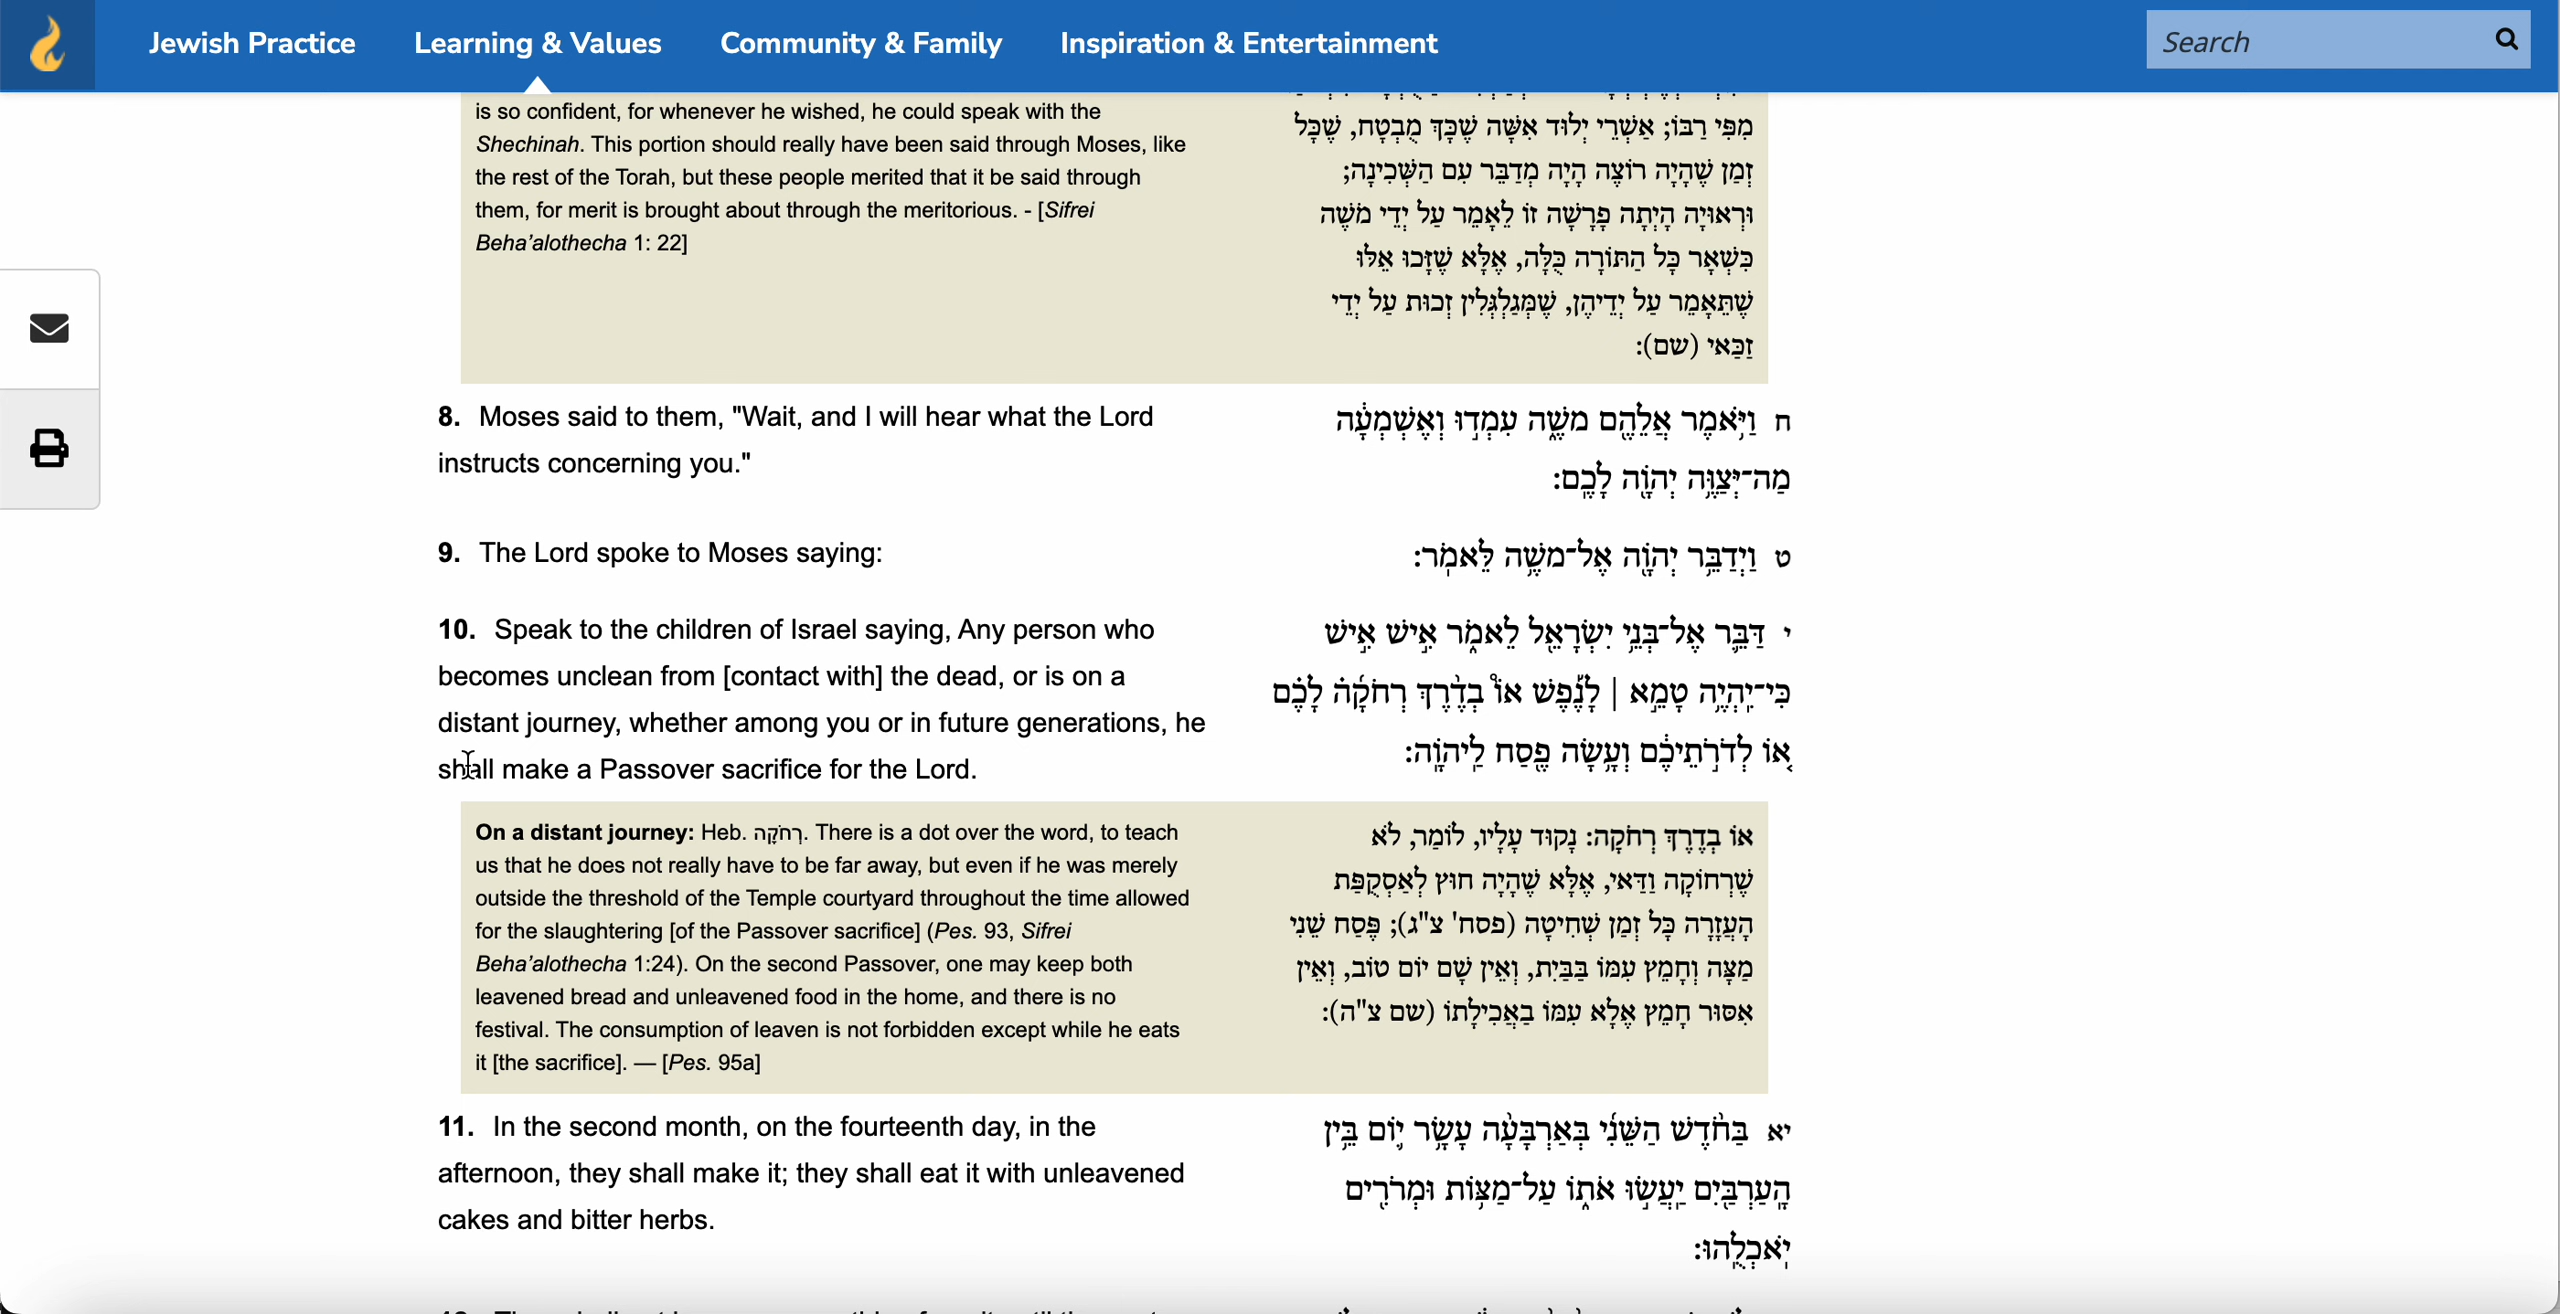 Jewish Practice Learning & Values Community & Family Inspiration & Entertainment Search
is so confident, for whenever he wished, he could speak with the
Shechinah. This portion should really have been said through Moses, like
the rest of the Torah, but these people merited that it be said through
them, for merit is brought about through the meritorious. - [Sifrei
Beha’alothecha 1: 22]
מִפִּי רַבּוֹ; אַשְׁרֵי יְלוּד אִשָּׁה שֶׁכָּךְ מֻבְטָח, שֶׁכָּל
זְמַן שֶׁהָיָה רוֹצֶה הָיָה מְדַבֵּר עִם הַשְּׁכִינָה;
וּרְאוּיָה הָיְתָה פָּרָשָׁה זוֹ לֵאָמֵר עַל יְדֵי מֹשֶׁה
כִּשְׁאָר כָּל הַתּוֹרָה כֻּלָּהּ, אֶלָּא שֶׁזָּכוּ אֵלּוּ
שֶׁתֵּאָמֵר עַל יְדֵיהֶן, שֶׁמְּגַלְגְּלִין זְכוּת עַל יְדֵי
זַכַּאי (שם):
8. Moses said to them, "Wait, and I will hear what the Lord
instructs concerning you."
ח וַיֹּ֥אמֶר אֲלֵהֶ֖ם משֶׁ֑ה עִמְד֣וּ וְאֶשְׁמְעָ֔ה
מַה־יְּצַוֶּ֥ה יְהֹוָ֖ה לָכֶֽם:
9. The Lord spoke to Moses saying:
ט וַיְדַבֵּ֥ר יְהֹוָ֖ה אֶל־משֶׁ֥ה לֵּאמֹֽר:
10. Speak to the children of Israel saying, Any person who
becomes unclean from [contact with] the dead, or is on a
distant journey, whether among you or in future generations, he
shall make a Passover sacrifice for the Lord.
י דַּבֵּ֛ר אֶל־בְּנֵ֥י יִשְׂרָאֵ֖ל לֵאמֹ֑ר אִ֣ישׁ אִ֣ישׁ
כִּי־יִֽהְיֶ֥ה טָמֵ֣א | לָנֶ֡פֶשׁ אוֹ֩ בְדֶ֨רֶךְ רְחֹקָ֜ה לָכֶ֗ם
א֚וֹ לְדֹרֹ֣תֵיכֶ֔ם וְעָ֥שָׂה פֶ֖סַח לַֽיהֹוָֽה:
On a distant journey: Heb. רְחֹקָה. There is a dot over the word, to teach
us that he does not really have to be far away, but even if he was merely
outside the threshold of the Temple courtyard throughout the time allowed
for the slaughtering [of the Passover sacrifice] (Pes. 93, Sifrei
Beha’alothecha 1:24). On the second Passover, one may keep both
leavened bread and unleavened food in the home, and there is no
festival. The consumption of leaven is not forbidden except while he eats
it [the sacrifice]. — [Pes. 95a]
אוֹ בְדֶרֶךְ רְחֹקָה: נָקוּד עָלָיו, לוֹמַר, לֹא
שֶׁרְחוֹקָה וַדַּאי, אֶלָּא שֶׁהָיָה חוּץ לְאַסְקֻפַּת
הָעֲזָרָה כָּל זְמַן שְׁחִיטָה (פסח' צ"ג); פֶּסַח שֵׁנִי
מַצָּה וְחָמֵץ עִמּוֹ בַּבַּיִת, וְאֵין שָׁם יוֹם טוֹב, וְאֵין
אִסּוּר חָמֵץ אֶלָּא עִמּוֹ בַאֲכִילָתוֹ (שם צ"ה):
11. In the second month, on the fourteenth day, in the
afternoon, they shall make it; they shall eat it with unleavened
cakes and bitter herbs.
יא בַּחֹ֨דֶשׁ הַשֵּׁנִ֜י בְּאַרְבָּעָ֨ה עָשָׂ֥ר י֛וֹם בֵּ֥ין
הָֽעַרְבַּ֖יִם יַֽעֲשׂ֣וּ אֹת֑וֹ עַל־מַצּ֥וֹת וּמְרֹרִ֖ים
יֹֽאכְלֻֽהוּ: